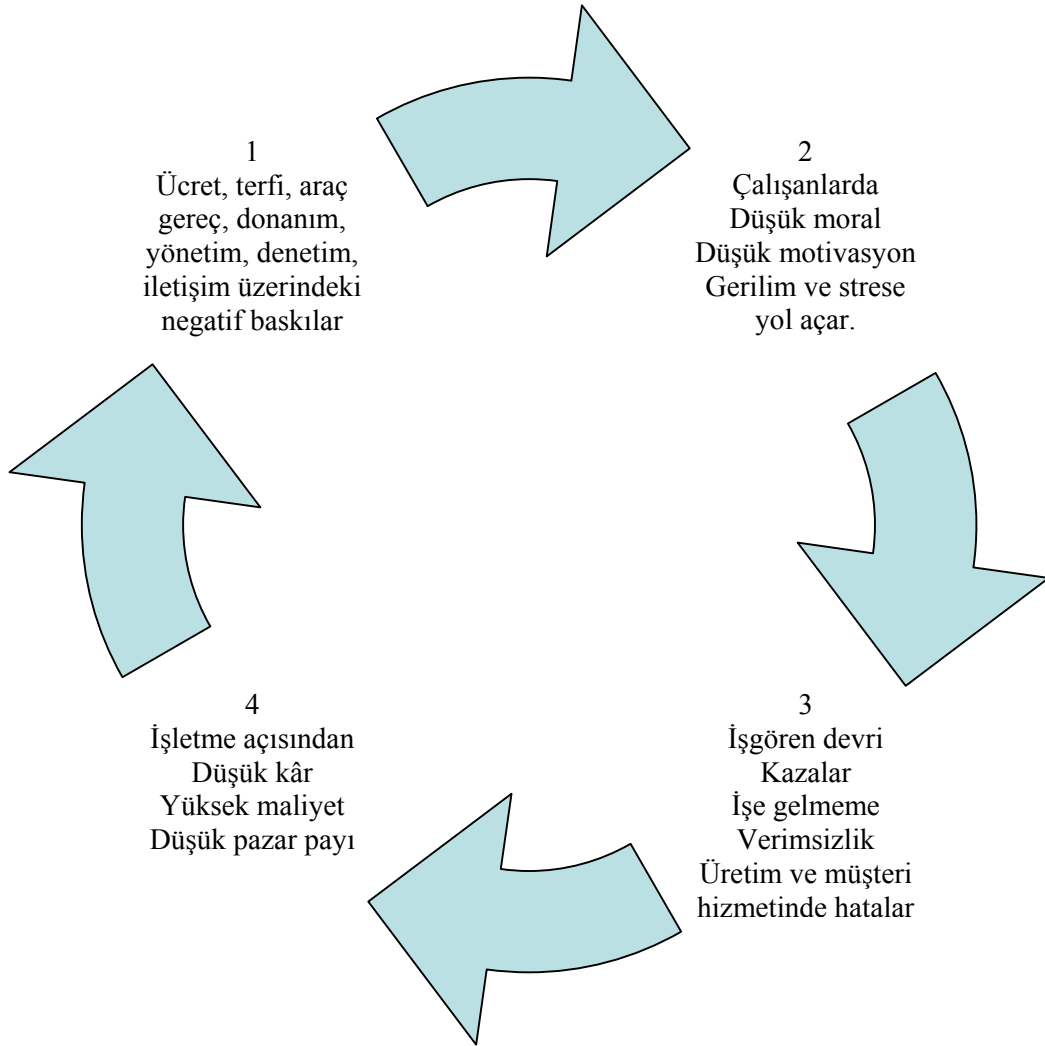 1
Ücret, terfi, araç
gereç, donanım,
yönetim, denetim,
iletişim üzerindeki
negatif baskılar
2
Çalışanlarda
Düşük moral
Düşük motivasyon
Gerilim ve strese
yol açar.
3
İşgören devri
Kazalar
İşe gelmeme
Verimsizlik
Üretim ve müşteri
hizmetinde hatalar
4
İşletme açısından
Düşük kâr
Yüksek maliyet
Düşük pazar payı